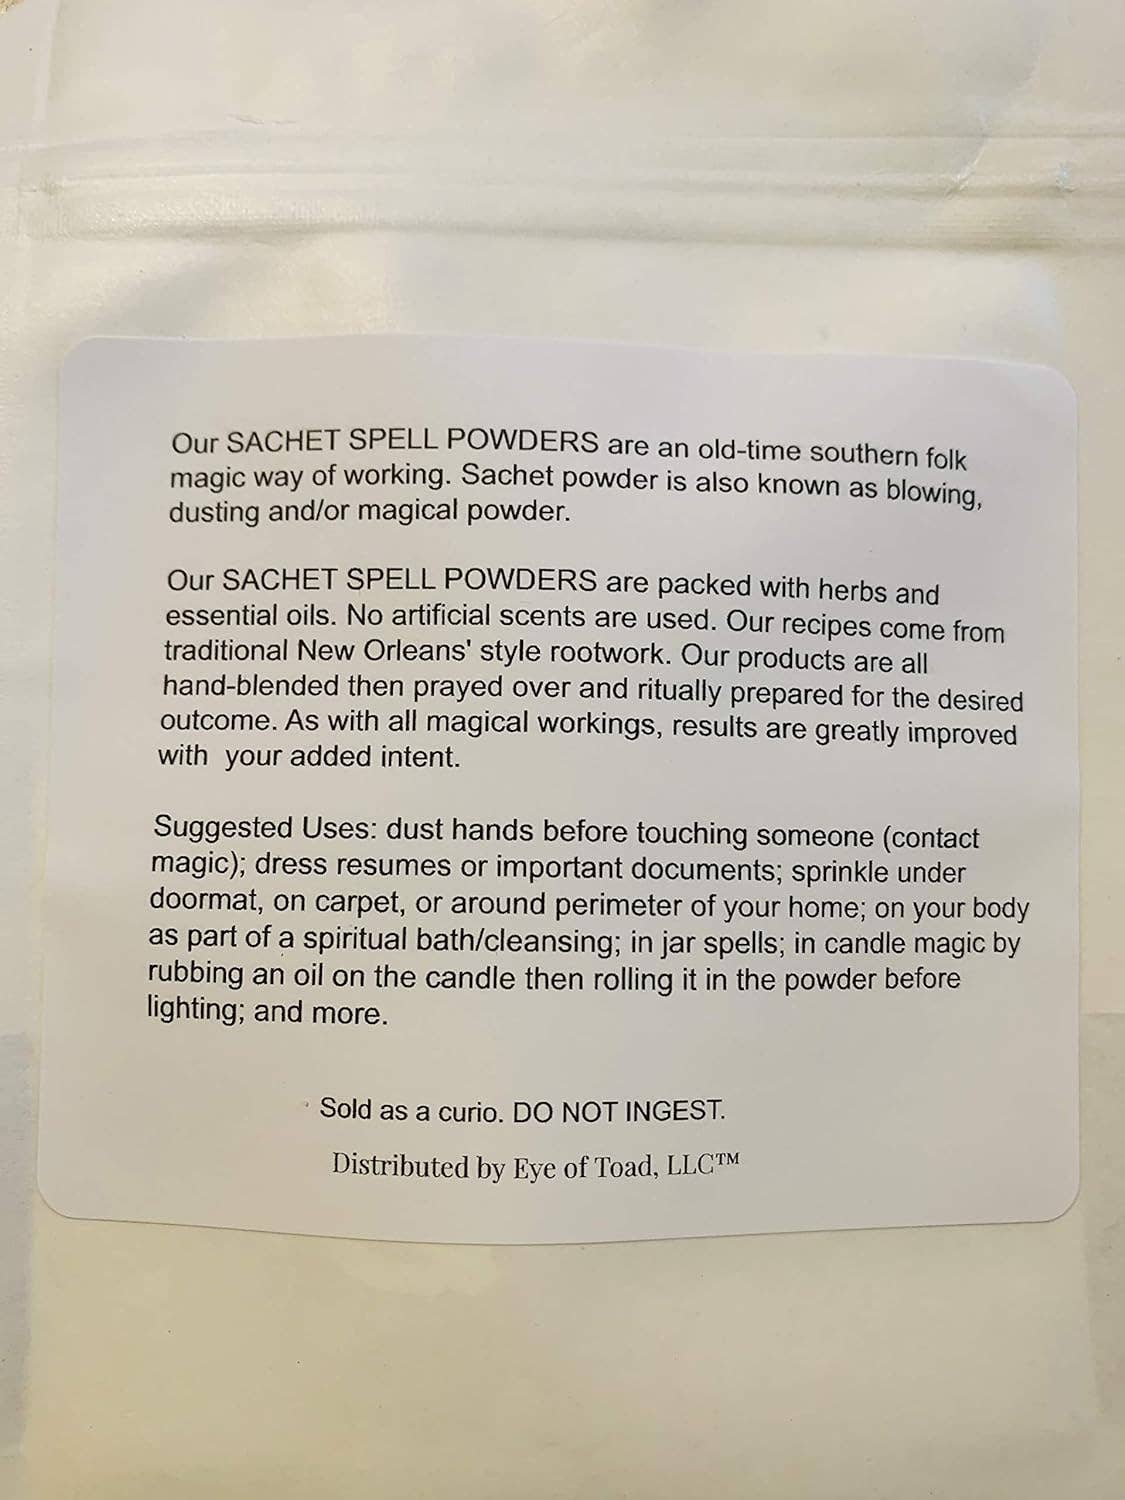 Our SACHET SPELL POWDERS are an old-time southern folk
magic way of working. Sachet powder is also known as blowing,
dusting and/or magical powder.
Our SACHET SPELL POWDERS are packed with herbs and
essential oils. No artificial scents are used. Our recipes come from
traditional New Orleans' style rootwork. Our products are all
hand-blended then prayed over and ritually prepared for the desired
outcome. As with all magical workings, results are greatly improved
with  your added intent.
Suggested Uses: dust hands before touching someone (contact
magic); dress resumes or important documents; sprinkle under
doormat, on carpet, or around perimeter of your home; on your body
as part of a spiritual bath/cleansing; in jar spells; in candle magic by
rubbing an oil on the candle then rolling it in the powder before
lighting; and more.
Sold as a curio. DO NOT INGEST.
Distributed by Eye of Toad, LLC™